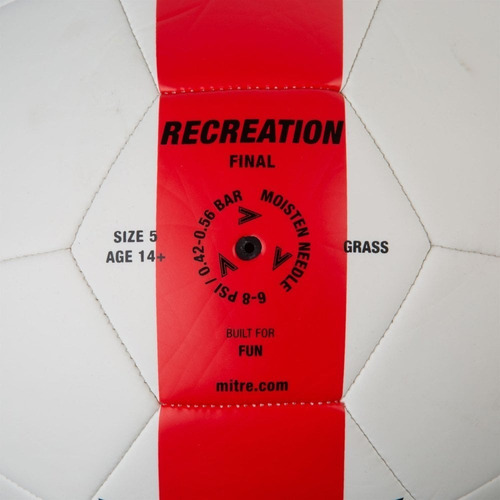 RECREATION
FINAL
MOISTEN NEEDLE
6-8 PSI / 0.42-0.56 BAR
SIZE 5
AGE 14+
GRASS
BUILT FOR
FUN
mitre.com